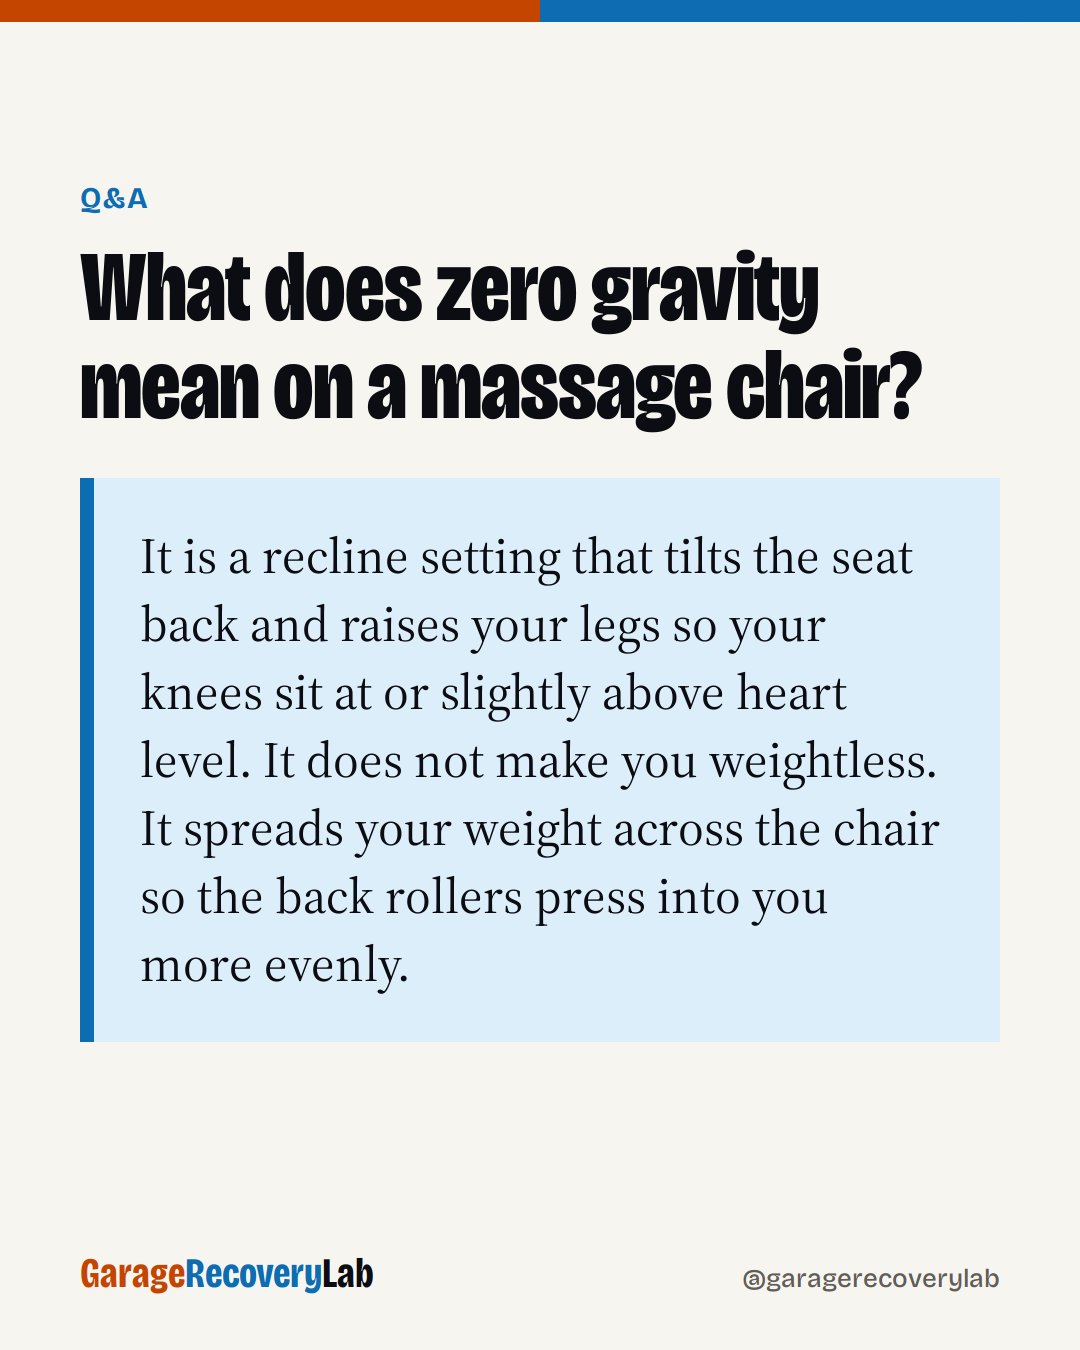 Q&A
What does zero gravity
mean on a massage chair?
It is a recline setting that tilts the seat
back and raises your legs so your
knees sit at or slightly above heart
level. It does not make you weightless.
It spreads your weight across the chair
so the back rollers press into you
more evenly.
GarageRecoveryLab
@garagerecoverylab